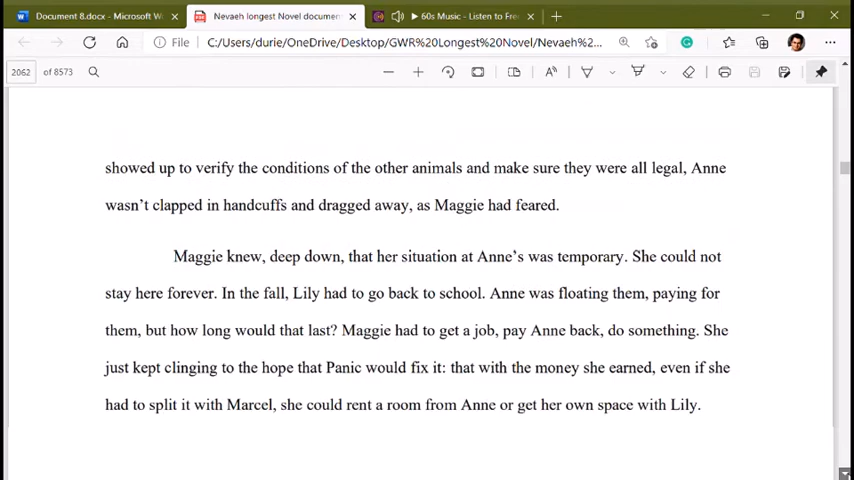 Document 8.docx - Microsoft W
Nevaeh longest Novel documen
60s Music - Listen to Fre
File
C:/Users/durie/OneDrive/Desktop/GWR%20Longest%20Novel/Nevaeh%2...
2062 of 8573
showed up to verify the conditions of the other animals and make sure they were all legal, Anne
wasn’t clapped in handcuffs and dragged away, as Maggie had feared.
Maggie knew, deep down, that her situation at Anne’s was temporary. She could not
stay here forever. In the fall, Lily had to go back to school. Anne was floating them, paying for
them, but how long would that last? Maggie had to get a job, pay Anne back, do something. She
just kept clinging to the hope that Panic would fix it: that with the money she earned, even if she
had to split it with Marcel, she could rent a room from Anne or get her own space with Lily.